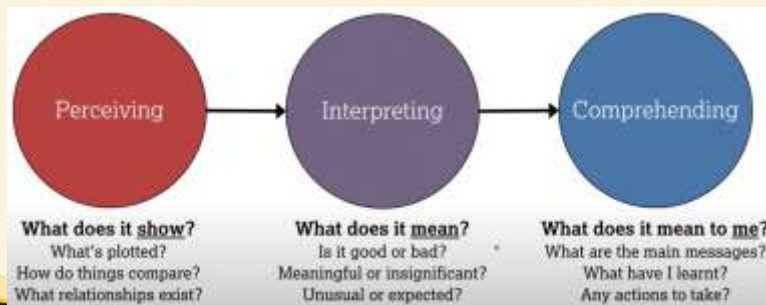 Perceiving
Interpreting
Comprehending
What does it show?
What's plotted?
How do things compare?
What relationships exist?
What does it mean?
Is it good or bad?
Meaningful or insignificant?
Unusual or expected?
What does it mean to me?
What are the main messages?
What have I learnt?
Any actions to take?